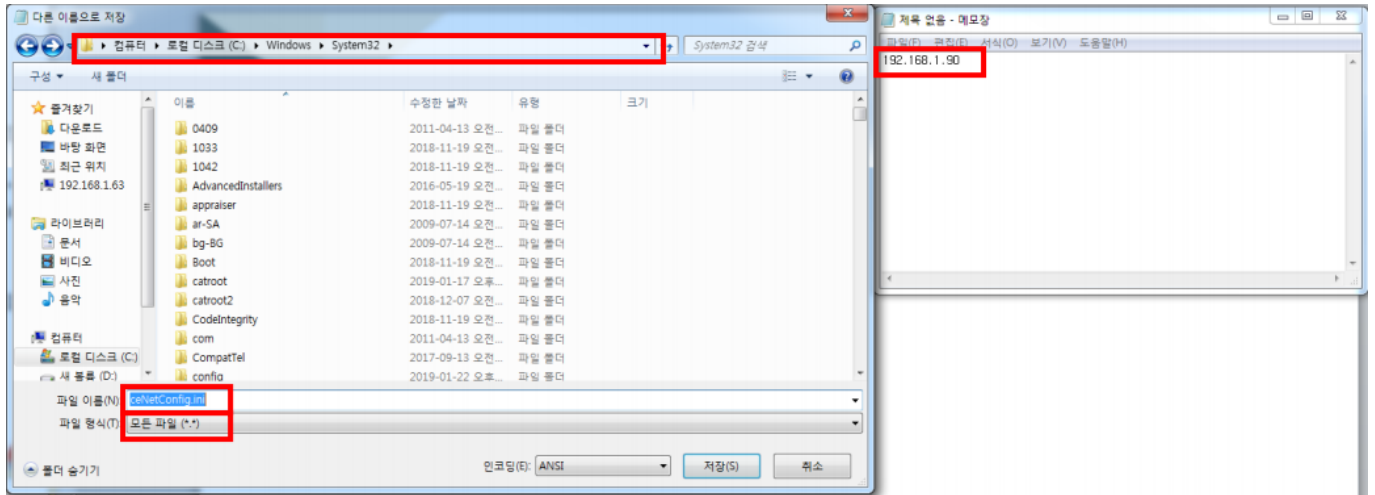 다른 이름으로 저장
컴퓨터 ▸ 로컬 디스크 (C:) ▸ Windows ▸ System32 ▸
System32 검색
구성
새 폴더
즐겨찾기
다운로드
바탕 화면
최근 위치
192.168.1.63
라이브러리
문서
비디오
사진
음악
컴퓨터
로컬 디스크 (C:)
새 볼륨 (D:)
이름 수정한 날짜 유형 크기
0409 2011-04-13 오전... 파일 폴더
1033 2018-11-19 오전... 파일 폴더
1042 2018-11-19 오전... 파일 폴더
AdvancedInstallers 2016-05-19 오전... 파일 폴더
appraiser 2018-11-19 오전... 파일 폴더
ar-SA 2009-07-14 오전... 파일 폴더
bg-BG 2009-07-14 오전... 파일 폴더
Boot 2018-11-19 오전... 파일 폴더
catroot 2019-01-17 오후... 파일 폴더
catroot2 2018-12-07 오전... 파일 폴더
CodeIntegrity 2018-11-19 오전... 파일 폴더
com 2011-04-13 오전... 파일 폴더
CompatTel 2017-09-13 오전... 파일 폴더
config 2019-01-22 오후... 파일 폴더
파일 이름(N) ceNetConfig.ini
파일 형식(T) 모든 파일 (*.*)
폴더 숨기기
인코딩(E): ANSI
저장(S)
취소
제목 없음 - 메모장
파일(F) 편집(E) 서식(O) 보기(V) 도움말(H)
192.168.1.90